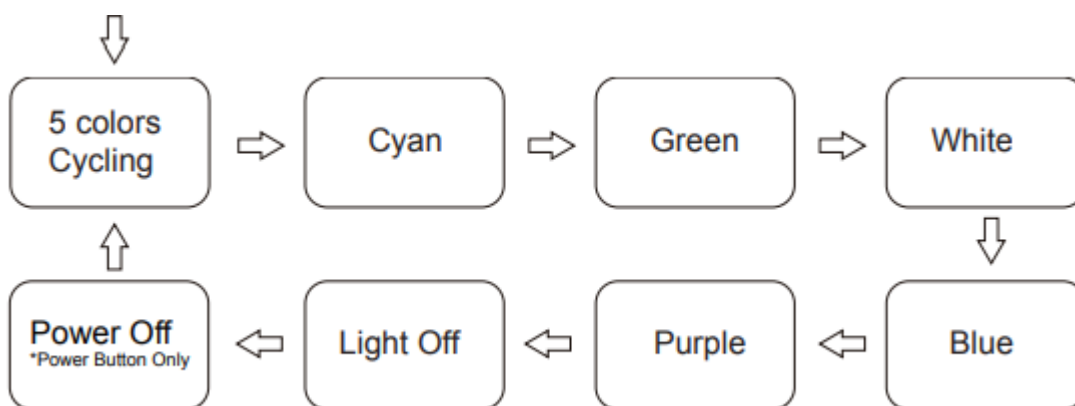 5 colors
Cycling
Cyan
Green
White
Power Off
*Power Button Only
Light Off
Purple
Blue